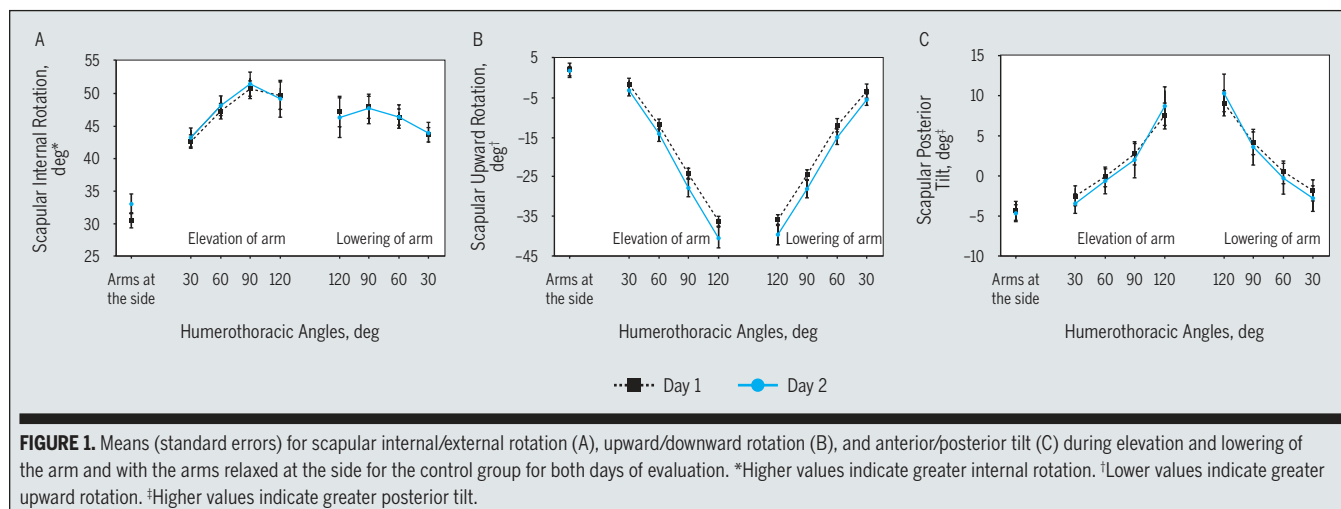 A
Scapular Internal Rotation,
deg*
55
50
45
40
35
30
25
Elevation of arm
Lowering of arm
Arms at
the side
30 60 90 120 120 90 60 30
Humerothoracic Angles, deg
B
Scapular Upward Rotation,
deg†
5
−5
−15
−25
−35
−45
Elevation of arm
Lowering of arm
Arms at
the side
30 60 90 120 120 90 60 30
Humerothoracic Angles, deg
C
Scapular Posterior
Tilt, deg‡
15
10
5
0
−5
−10
Elevation of arm
Lowering of arm
Arms at
the side
30 60 90 120 120 90 60 30
Humerothoracic Angles, deg
Day 1 Day 2
FIGURE 1. Means (standard errors) for scapular internal/external rotation (A), upward/downward rotation (B), and anterior/posterior tilt (C) during elevation and lowering of
the arm and with the arms relaxed at the side for the control group for both days of evaluation. *Higher values indicate greater internal rotation. †Lower values indicate greater
upward rotation. ‡Higher values indicate greater posterior tilt.